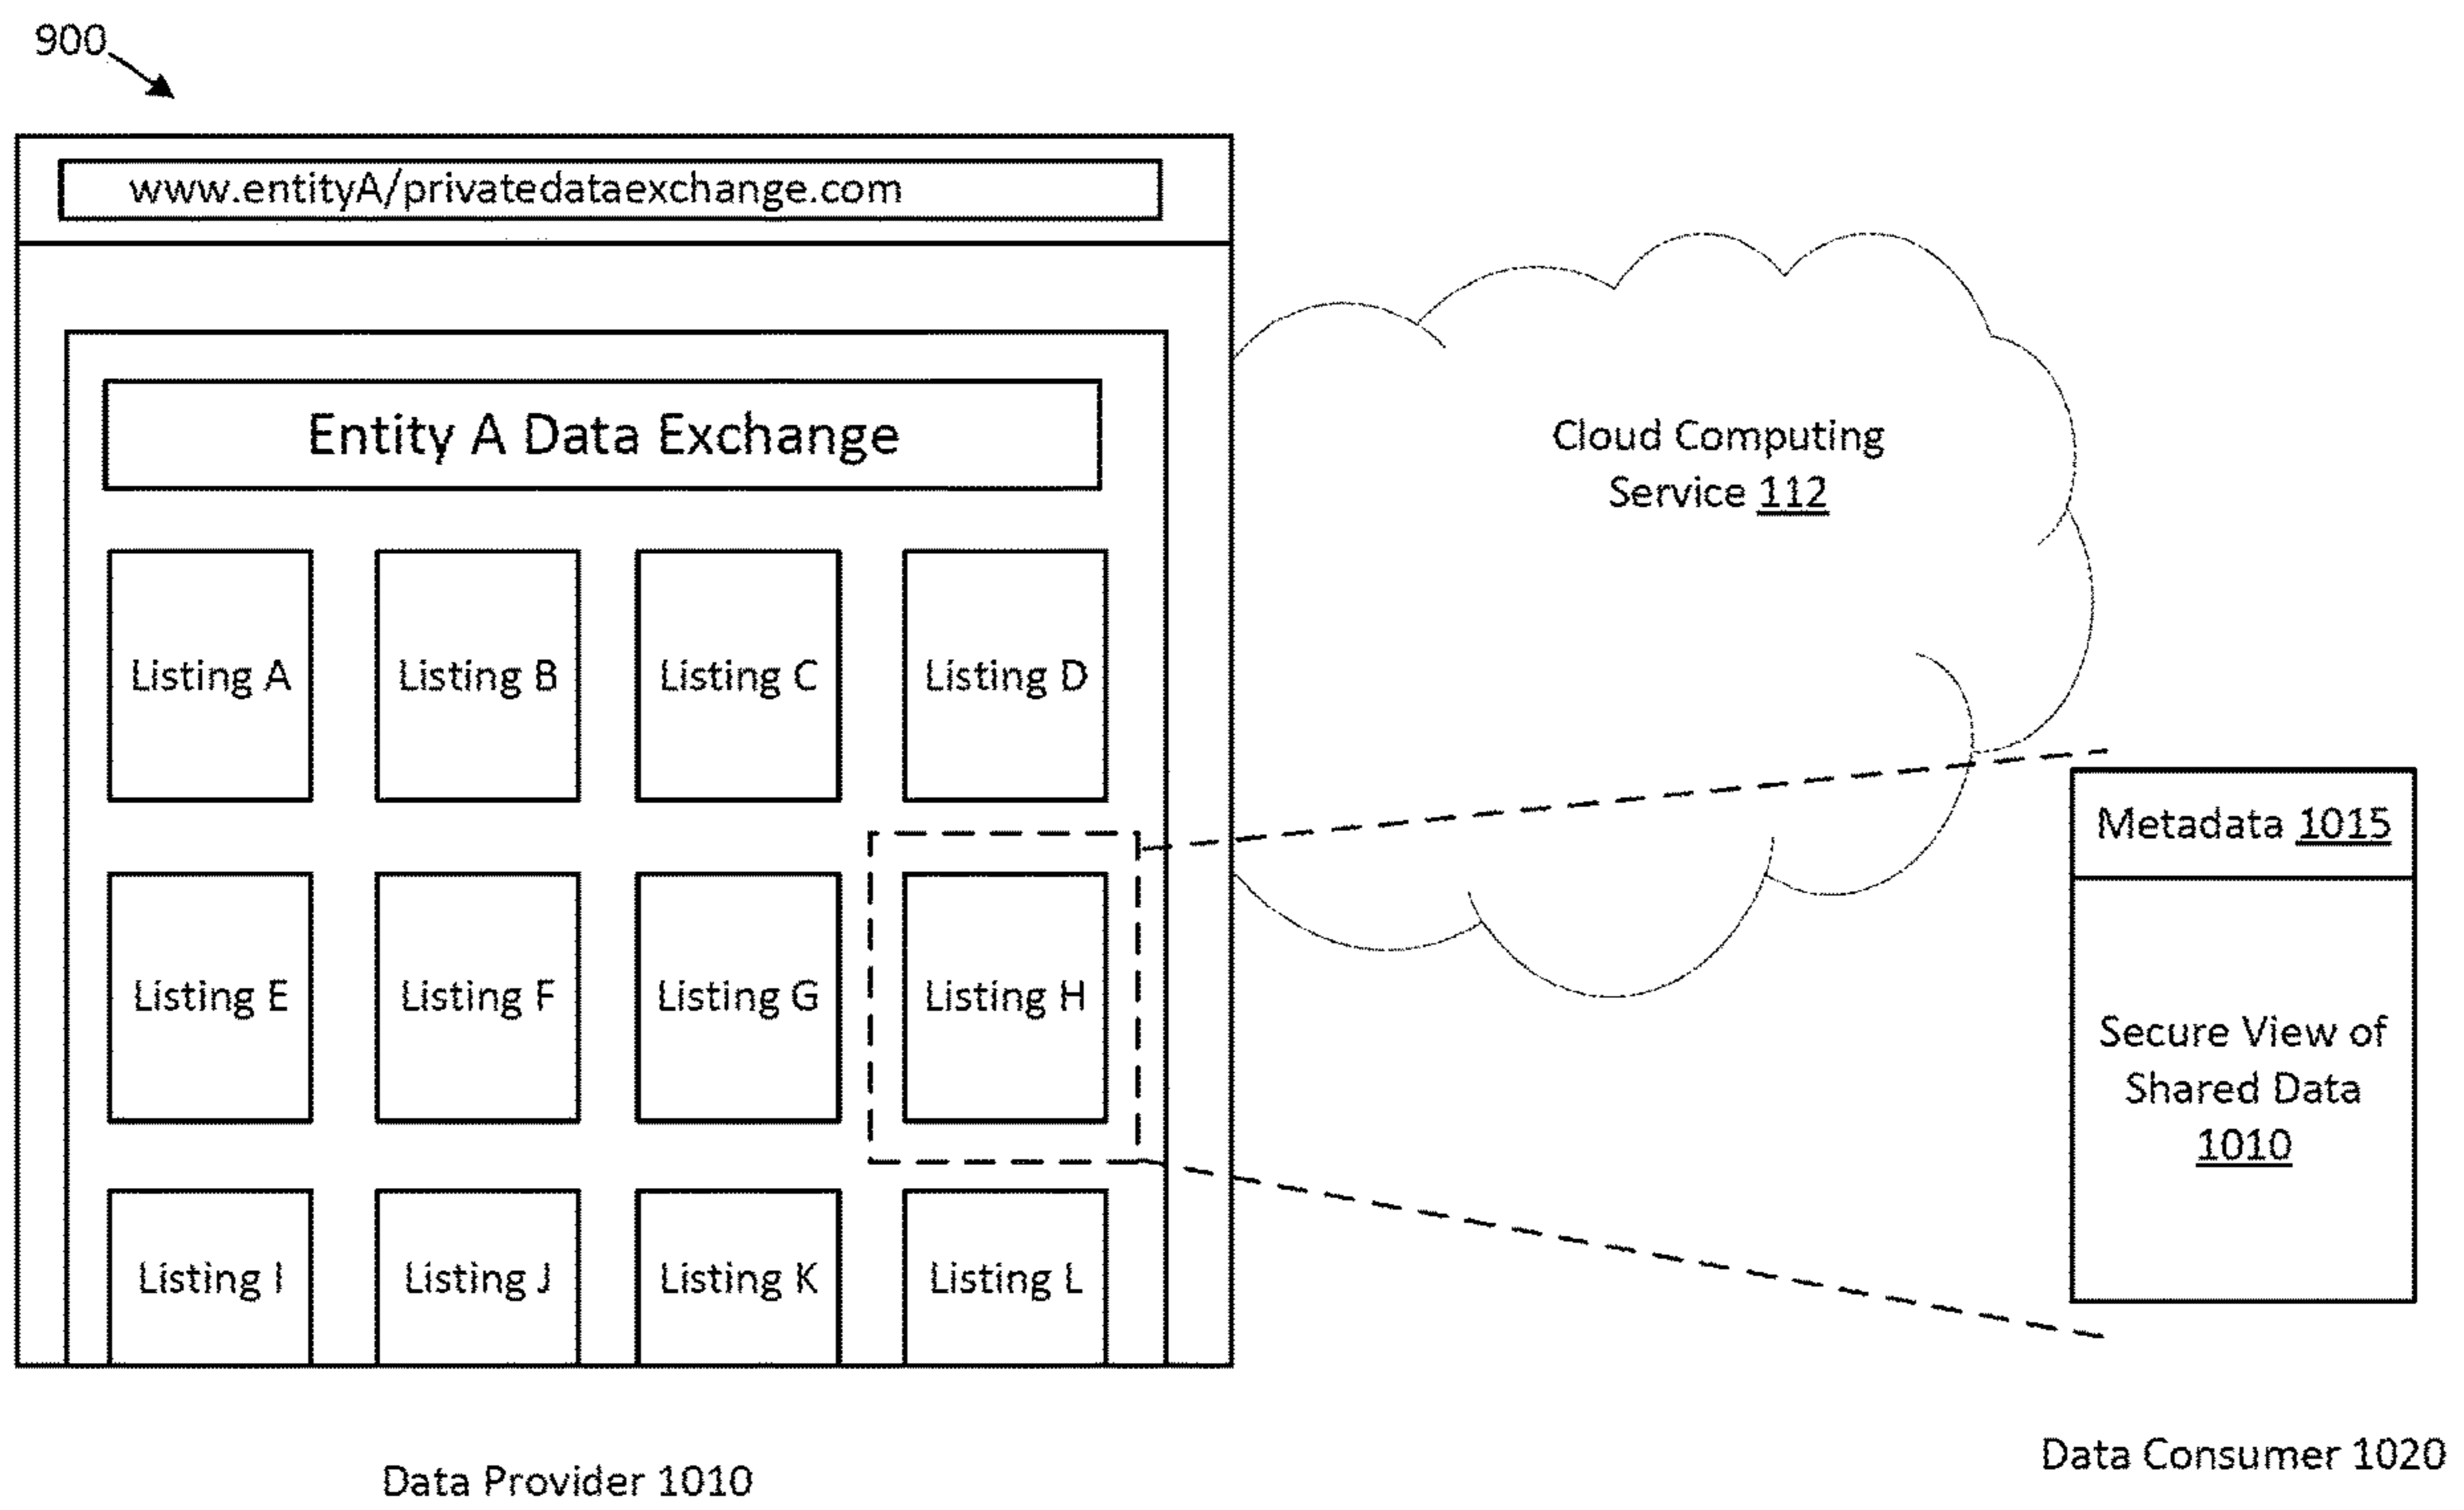 900
www.entityA/privatedataexchange.com
Entity A Data Exchange
Listing A
Listing B
Listing C
Listing D
Listing E
Listing F
Listing G
Listing H
Listing I
Listing J
Listing K
Listing L
Data Provider 1010
Cloud Computing
Service 112
Metadata 1015
Secure View of
Shared Data
1010
Data Consumer 1020